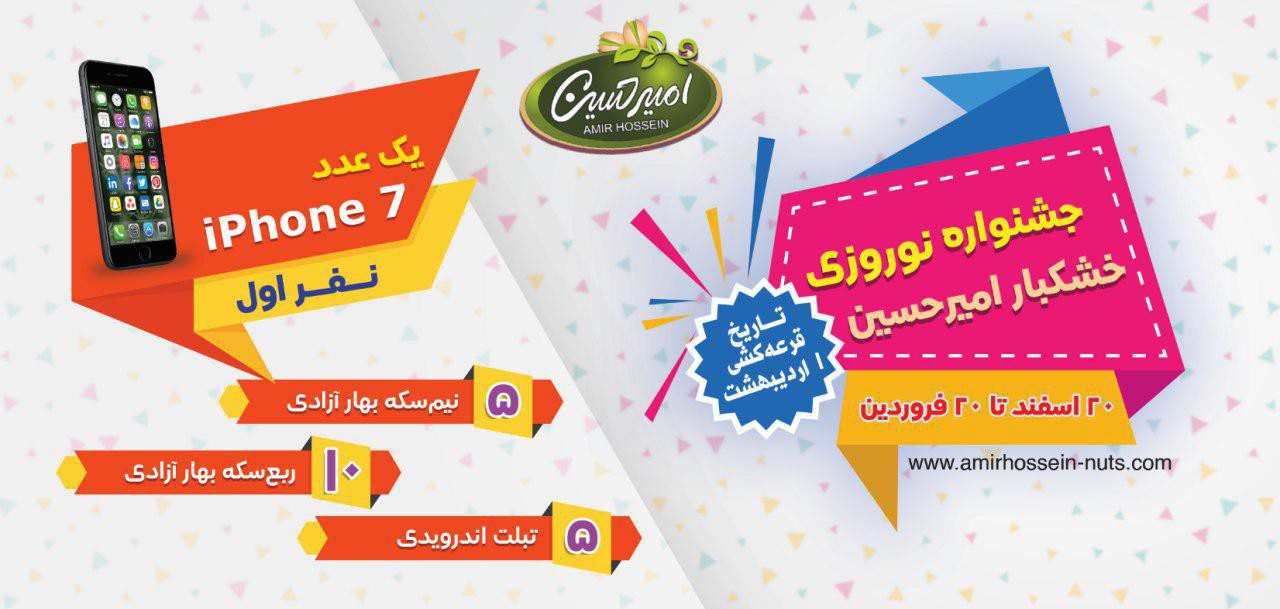 امیرحسین
AMIR HOSSEIN
جشنواره نوروزی
خشکبار امیرحسین
تاریخ
قرعه‌کشی
۱ اردیبهشت
۲۰ اسفند تا ۲۰ فروردین
www.amirhossein-nuts.com
یک عدد
iPhone 7
نفر اول
۵ نیم‌سکه بهار آزادی
۱۰ ربع‌سکه بهار آزادی
۵ تبلت اندرویدی